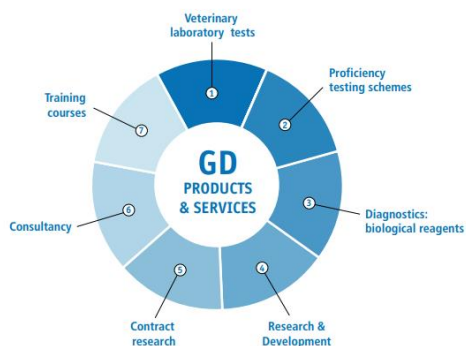 Veterinary
laboratory tests
1
Proficiency
testing schemes
2
Diagnostics:
biological reagents
3
Research &
Development
4
Contract
research
5
Consultancy
6
Training
courses
7
GD
PRODUCTS
& SERVICES